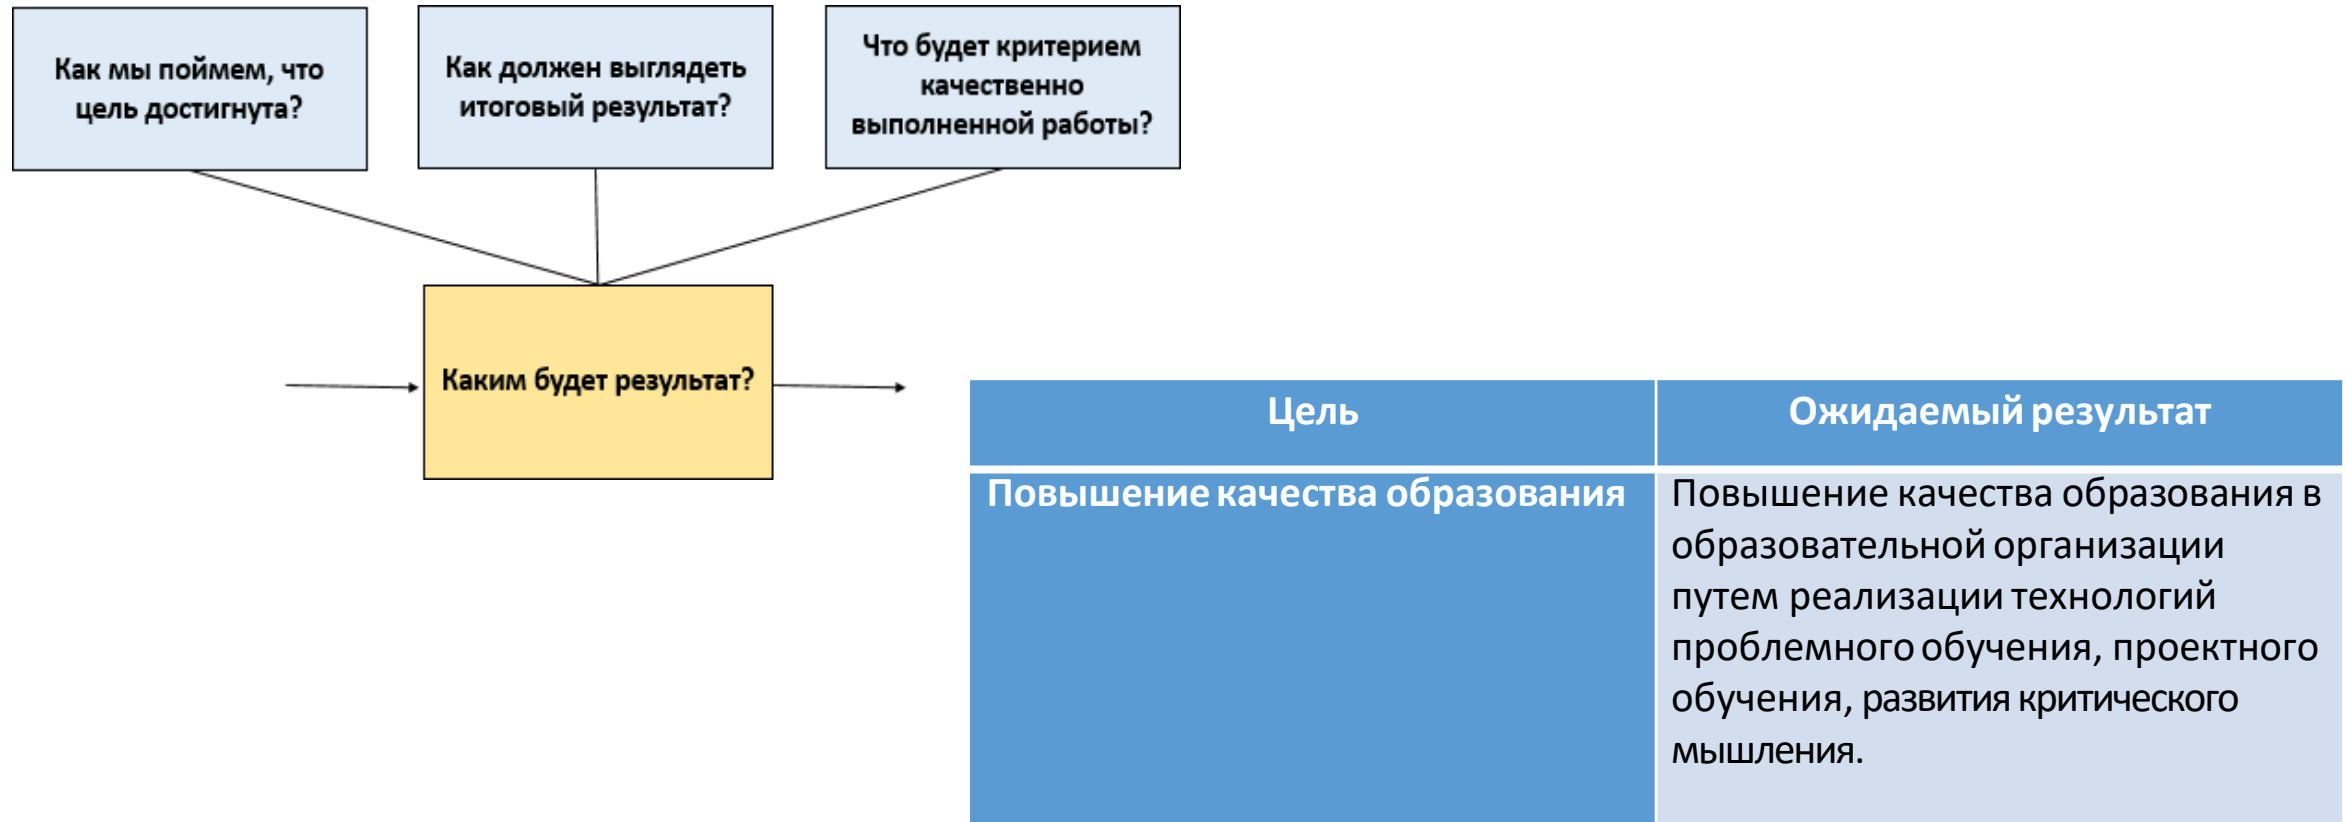 Как мы поймем, что
цель достигнута?
Как должен выглядеть
итоговый результат?
Что будет критерием
качественно
выполненной работы?
Каким будет результат?
Цель
Ожидаемый результат
Повышение качества образования
Повышение качества образования в
образовательной организации
путем реализации технологий
проблемного обучения, проектного
обучения, развития критического
мышления.